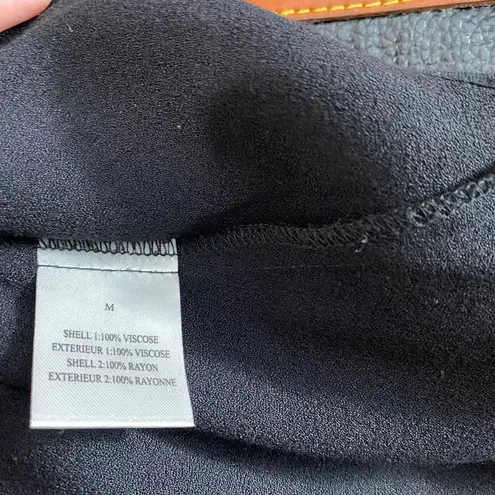 M
SHELL 1:100% VISCOSE
EXTERIEUR 1:100% VISCOSE
SHELL 2:100% RAYON
EXTERIEUR 2:100% RAYONNE